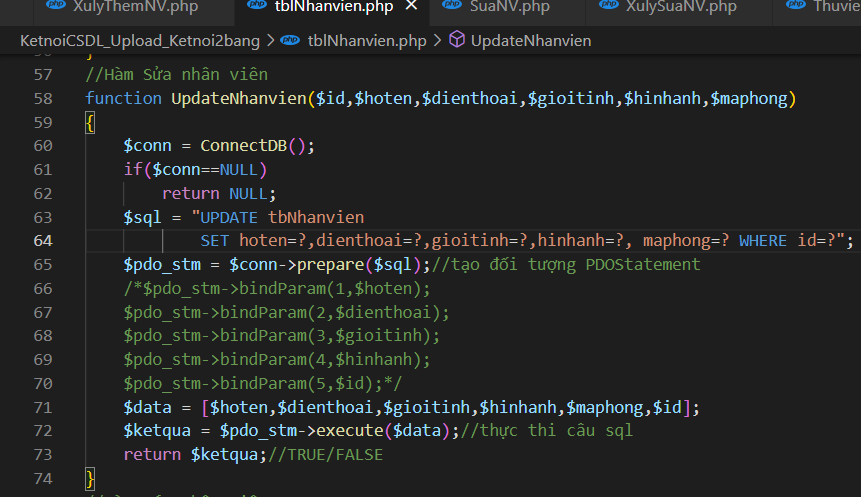 php XulyThemNV.php php tblNhanvien.php × php SuaNV.php php XulySuaNV.php php Thuvie
KetnoiCSDL_Upload_Ketnoi2bang > php tblNhanvien.php > UpdateNhanvien
57 //Hàm Sửa nhân viên
58 function UpdateNhanvien($id,$hoten,$dienthoai,$gioitinh,$hinhanh,$maphong)
59 {
60 $conn = ConnectDB();
61 if($conn==NULL)
62 return NULL;
63 $sql = "UPDATE tbNhanvien
64 SET hoten=?,dienthoai=?,gioitinh=?,hinhanh=?, maphong=? WHERE id=?";
65 $pdo_stm = $conn->prepare($sql);//tạo đối tượng PDOStatement
66 /*$pdo_stm->bindParam(1,$hoten);
67 $pdo_stm->bindParam(2,$dienthoai);
68 $pdo_stm->bindParam(3,$gioitinh);
69 $pdo_stm->bindParam(4,$hinhanh);
70 $pdo_stm->bindParam(5,$id);*/
71 $data = [$hoten,$dienthoai,$gioitinh,$hinhanh,$maphong,$id];
72 $ketqua = $pdo_stm->execute($data);//thực thi câu sql
73 return $ketqua;//TRUE/FALSE
74 }